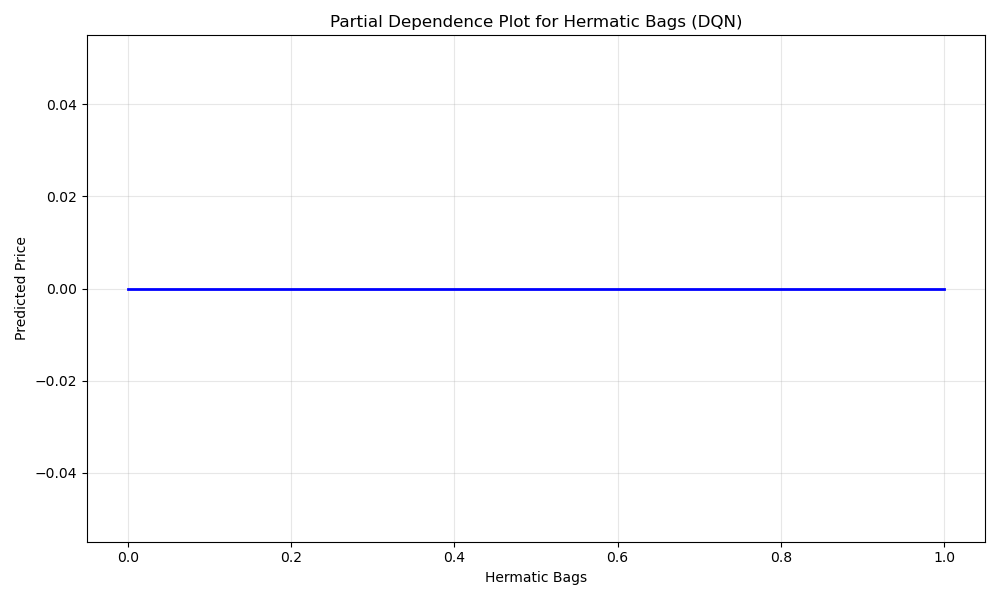 Partial Dependence Plot for Hermatic Bags (DQN)
Predicted Price
0.04
0.02
0.00
−0.02
−0.04
0.0 0.2 0.4 0.6 0.8 1.0
Hermatic Bags